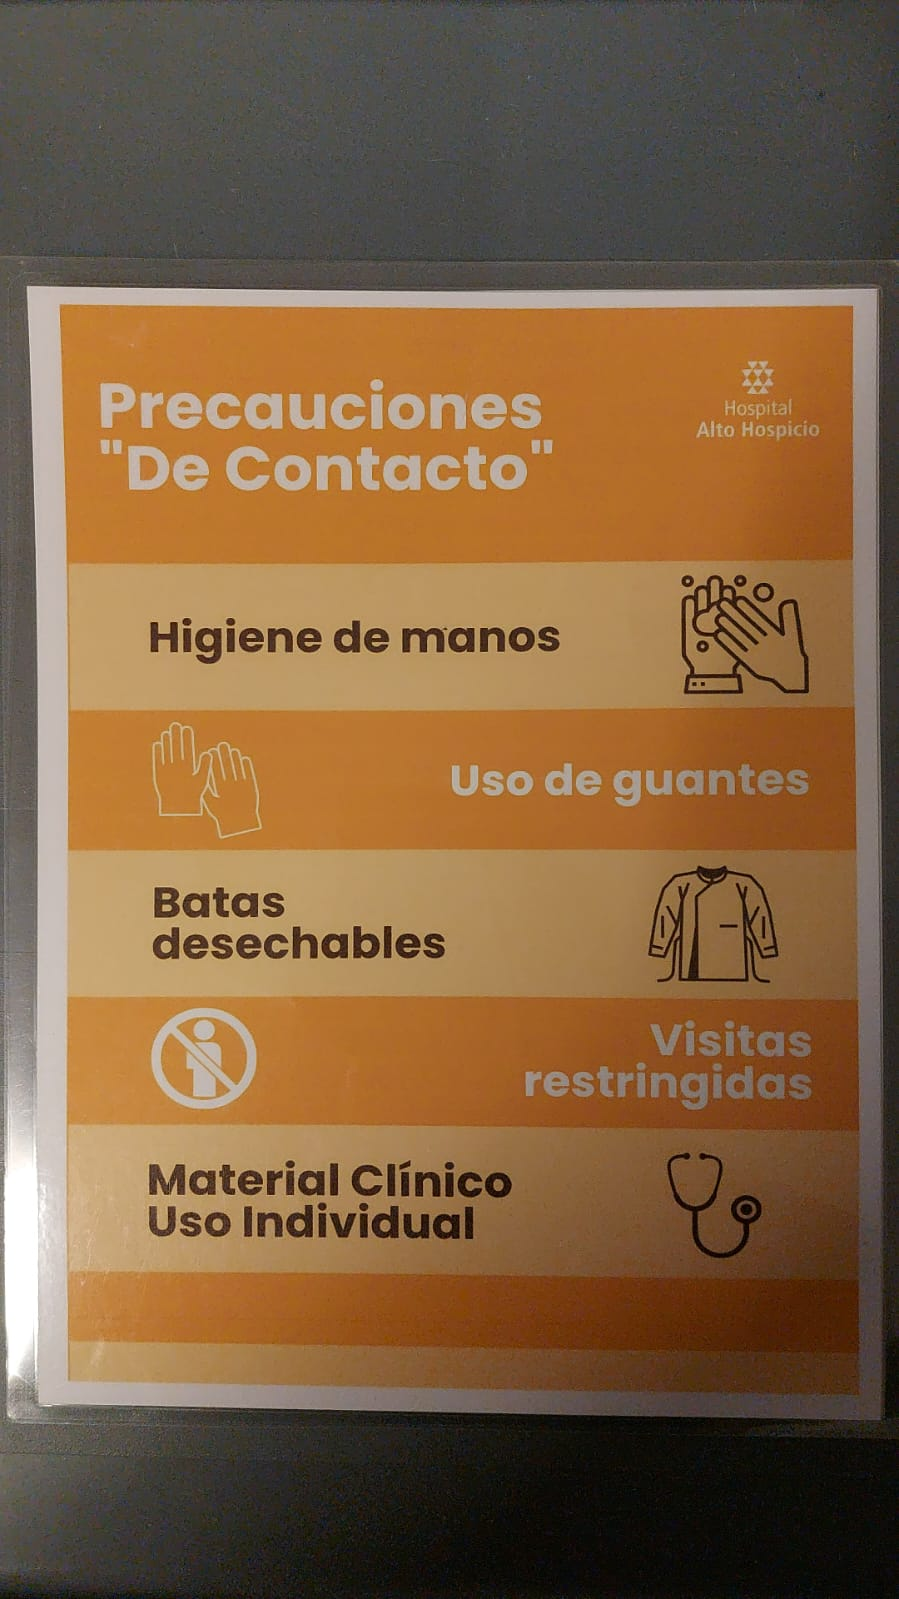 Precauciones
"De Contacto"
Hospital
Alto Hospicio
Higiene de manos
Uso de guantes
Batas
desechables
Visitas
restringidas
Material Clínico
Uso Individual